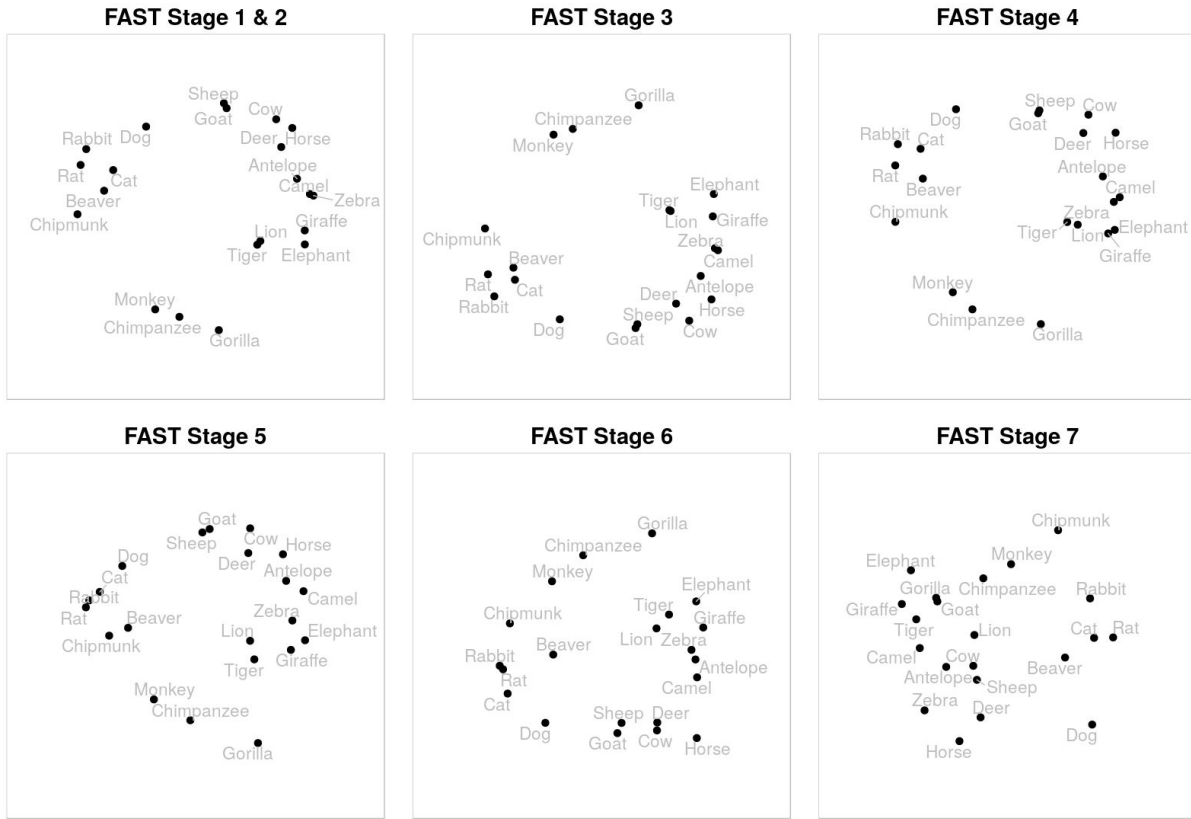 FAST Stage 1 & 2
Sheep
Goat
Cow
Rabbit
Dog
Deer
Horse
Rat
Cat
Antelope
Camel
Beaver
Zebra
Chipmunk
Giraffe
Lion
Tiger
Elephant
Monkey
Chimpanzee
Gorilla
FAST Stage 3
Gorilla
Chimpanzee
Monkey
Elephant
Tiger
Lion
Giraffe
Chipmunk
Zebra
Beaver
Camel
Rat
Cat
Antelope
Rabbit
Deer
Horse
Sheep
Dog
Goat
Cow
FAST Stage 4
Sheep
Cow
Dog
Goat
Rabbit
Cat
Deer
Horse
Antelope
Rat
Beaver
Camel
Chipmunk
Zebra
Tiger
Lion
Elephant
Giraffe
Monkey
Chimpanzee
Gorilla
FAST Stage 5
Goat
Sheep
Cow
Horse
Dog
Deer
Cat
Antelope
Rabbit
Camel
Rat
Beaver
Zebra
Chipmunk
Lion
Elephant
Tiger
Giraffe
Monkey
Chimpanzee
Gorilla
FAST Stage 6
Gorilla
Chimpanzee
Monkey
Elephant
Chipmunk
Tiger
Giraffe
Lion
Zebra
Beaver
Rabbit
Antelope
Rat
Camel
Cat
Sheep
Deer
Dog
Goat
Cow
Horse
FAST Stage 7
Chipmunk
Monkey
Elephant
Chimpanzee
Rabbit
Gorilla
Giraffe
Goat
Tiger
Lion
Cat
Rat
Camel
Cow
Beaver
Antelope
Sheep
Zebra
Deer
Dog
Horse